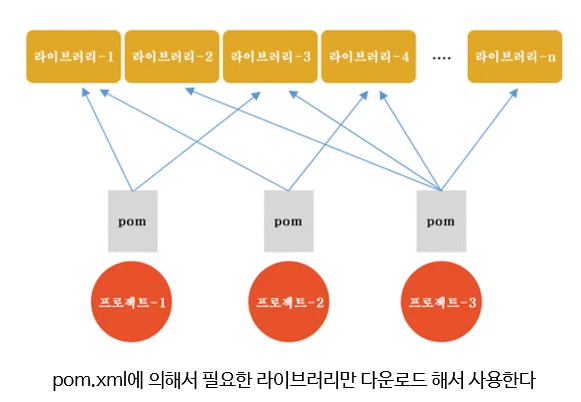 라이브러리-1 라이브러리-2 라이브러리-3 라이브러리-4 .... 라이브러리-n
pom pom pom
프로젝트-1 프로젝트-2 프로젝트-3
pom.xml에 의해서 필요한 라이브러리만 다운로드 해서 사용한다